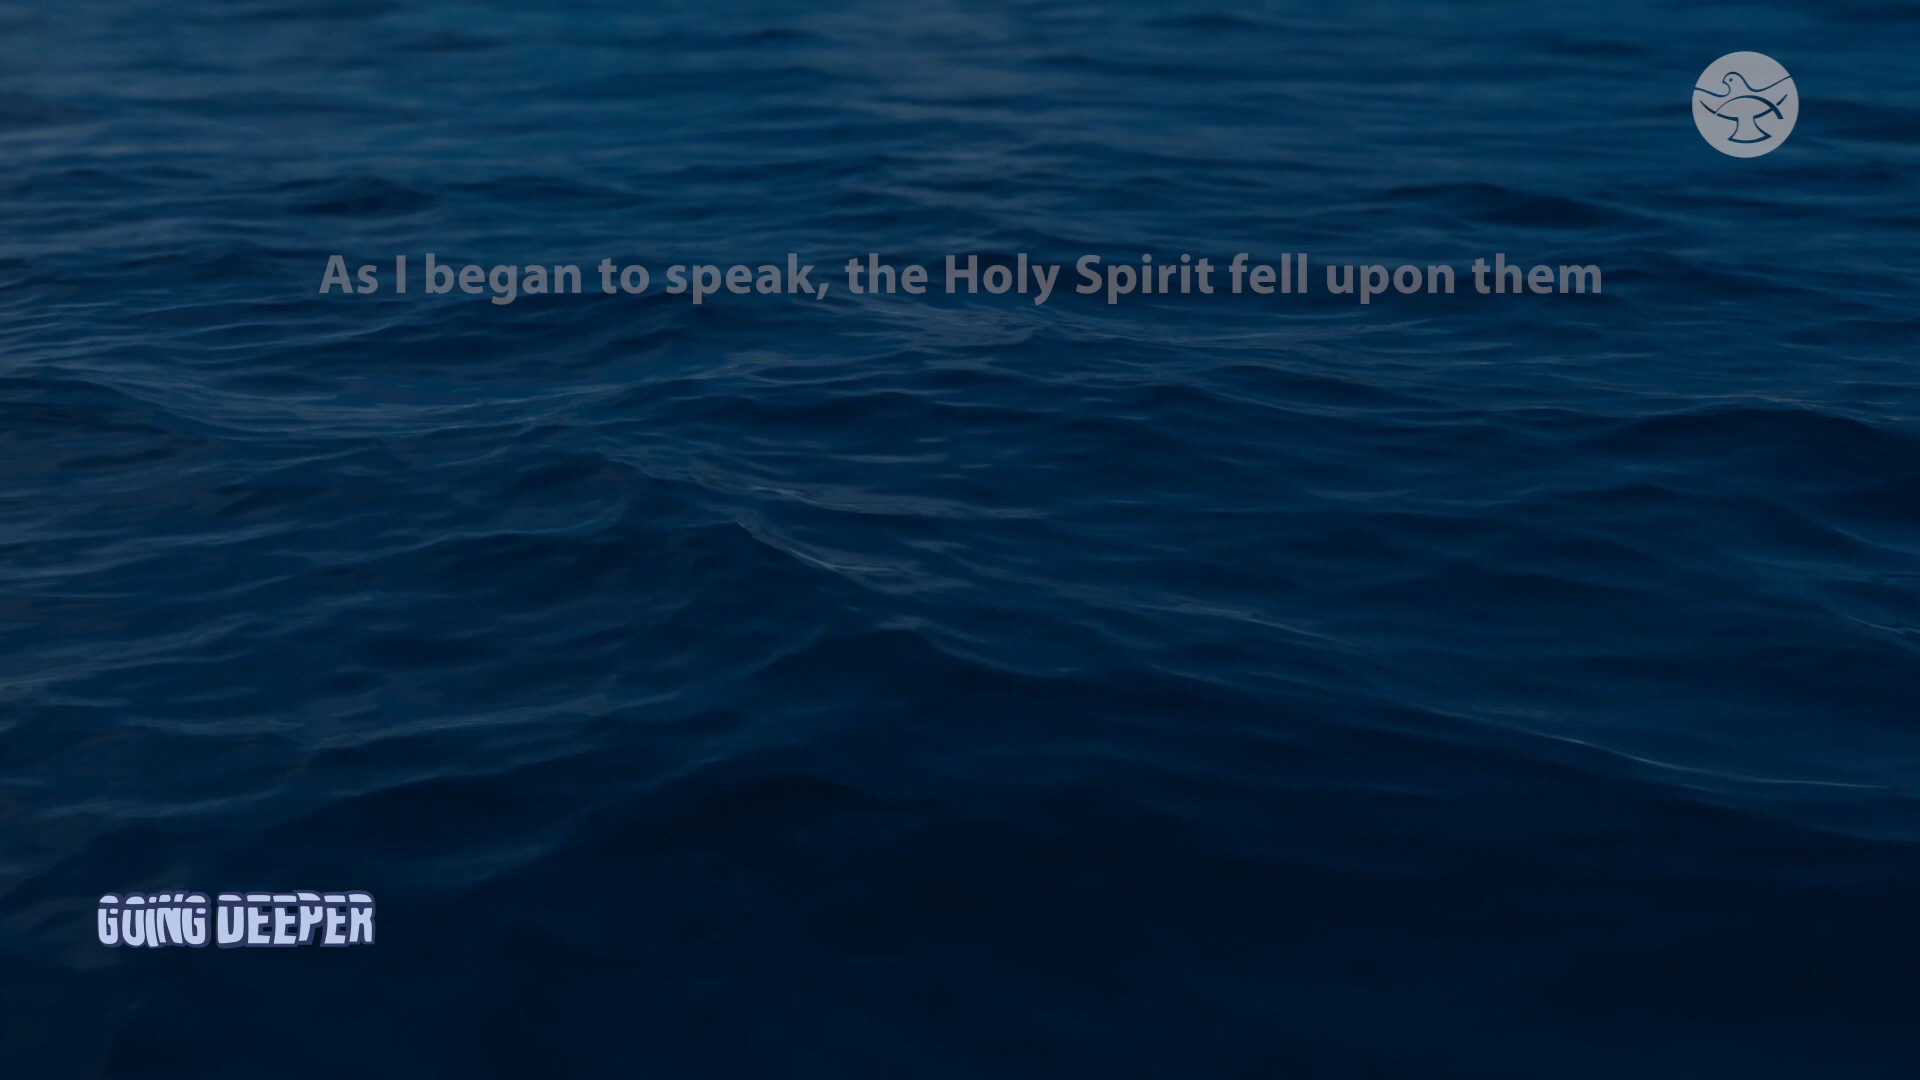 As I began to speak, the Holy Spirit fell upon them
GOING DEEPER